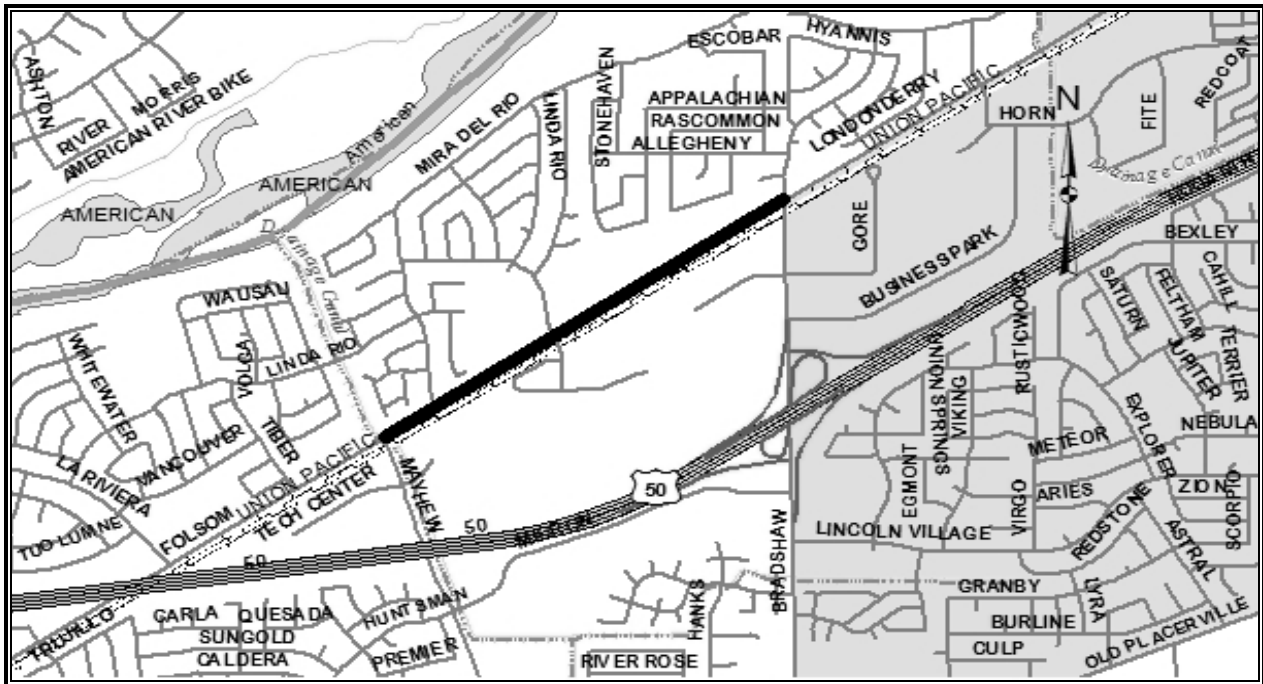 ASHTON
MORRIS
RIVER
AMERICAN RIVER BIKE
American
AMERICAN
AMERICAN
MIRA DEL RIO
LINDA RIO
STONEHAVEN
ESCOBAR
HYANNIS
APPALACHIAN
RASCOMMON
ALLEGHENY
LONDONDERRY
UNION PACIFIC
HORN
N
FITE
REDCOAT
Drainage Canal
Drainage Canal
GORE
BUSINESS PARK
BEXLEY
SATURN
FELTHAM
CAHILL
TERRIER
JUPITER
RUSTICWOOD
WAUSAU
VOLCA
LINDA RIO
WHITEWATER
VANCOUVER
TIBER
LA RIVIERA
TUOLUMNE
FOLSOM
UNION PACIFIC
TECH CENTER
MAYHEW
50
50
50
UNION SPRINGS
VIKING
EGMONT
METEOR
EXPLORER
NEBULA
ARIES
VIRGO
ZION
SCORPIO
REDSTONE
ASTRAL
LINCOLN VILLAGE
BRADSHAW
GRANBY
LYRA
BURLINE
CULP
OLD PLACERVILLE
TRUJILLO
CARLA
QUESADA
SUNGOLD
CALDERA
HUNTSMAN
PREMIER
HANKS
RIVER ROSE